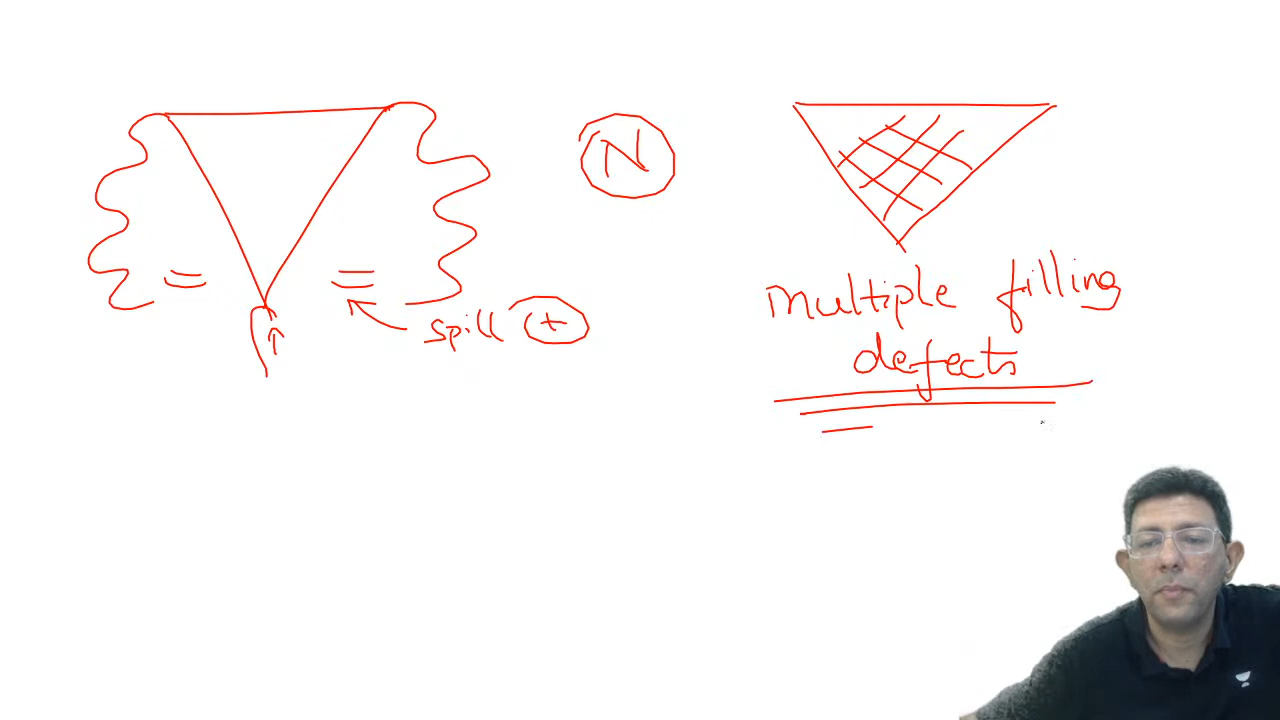 N
= = spill +
multiple filling
defects